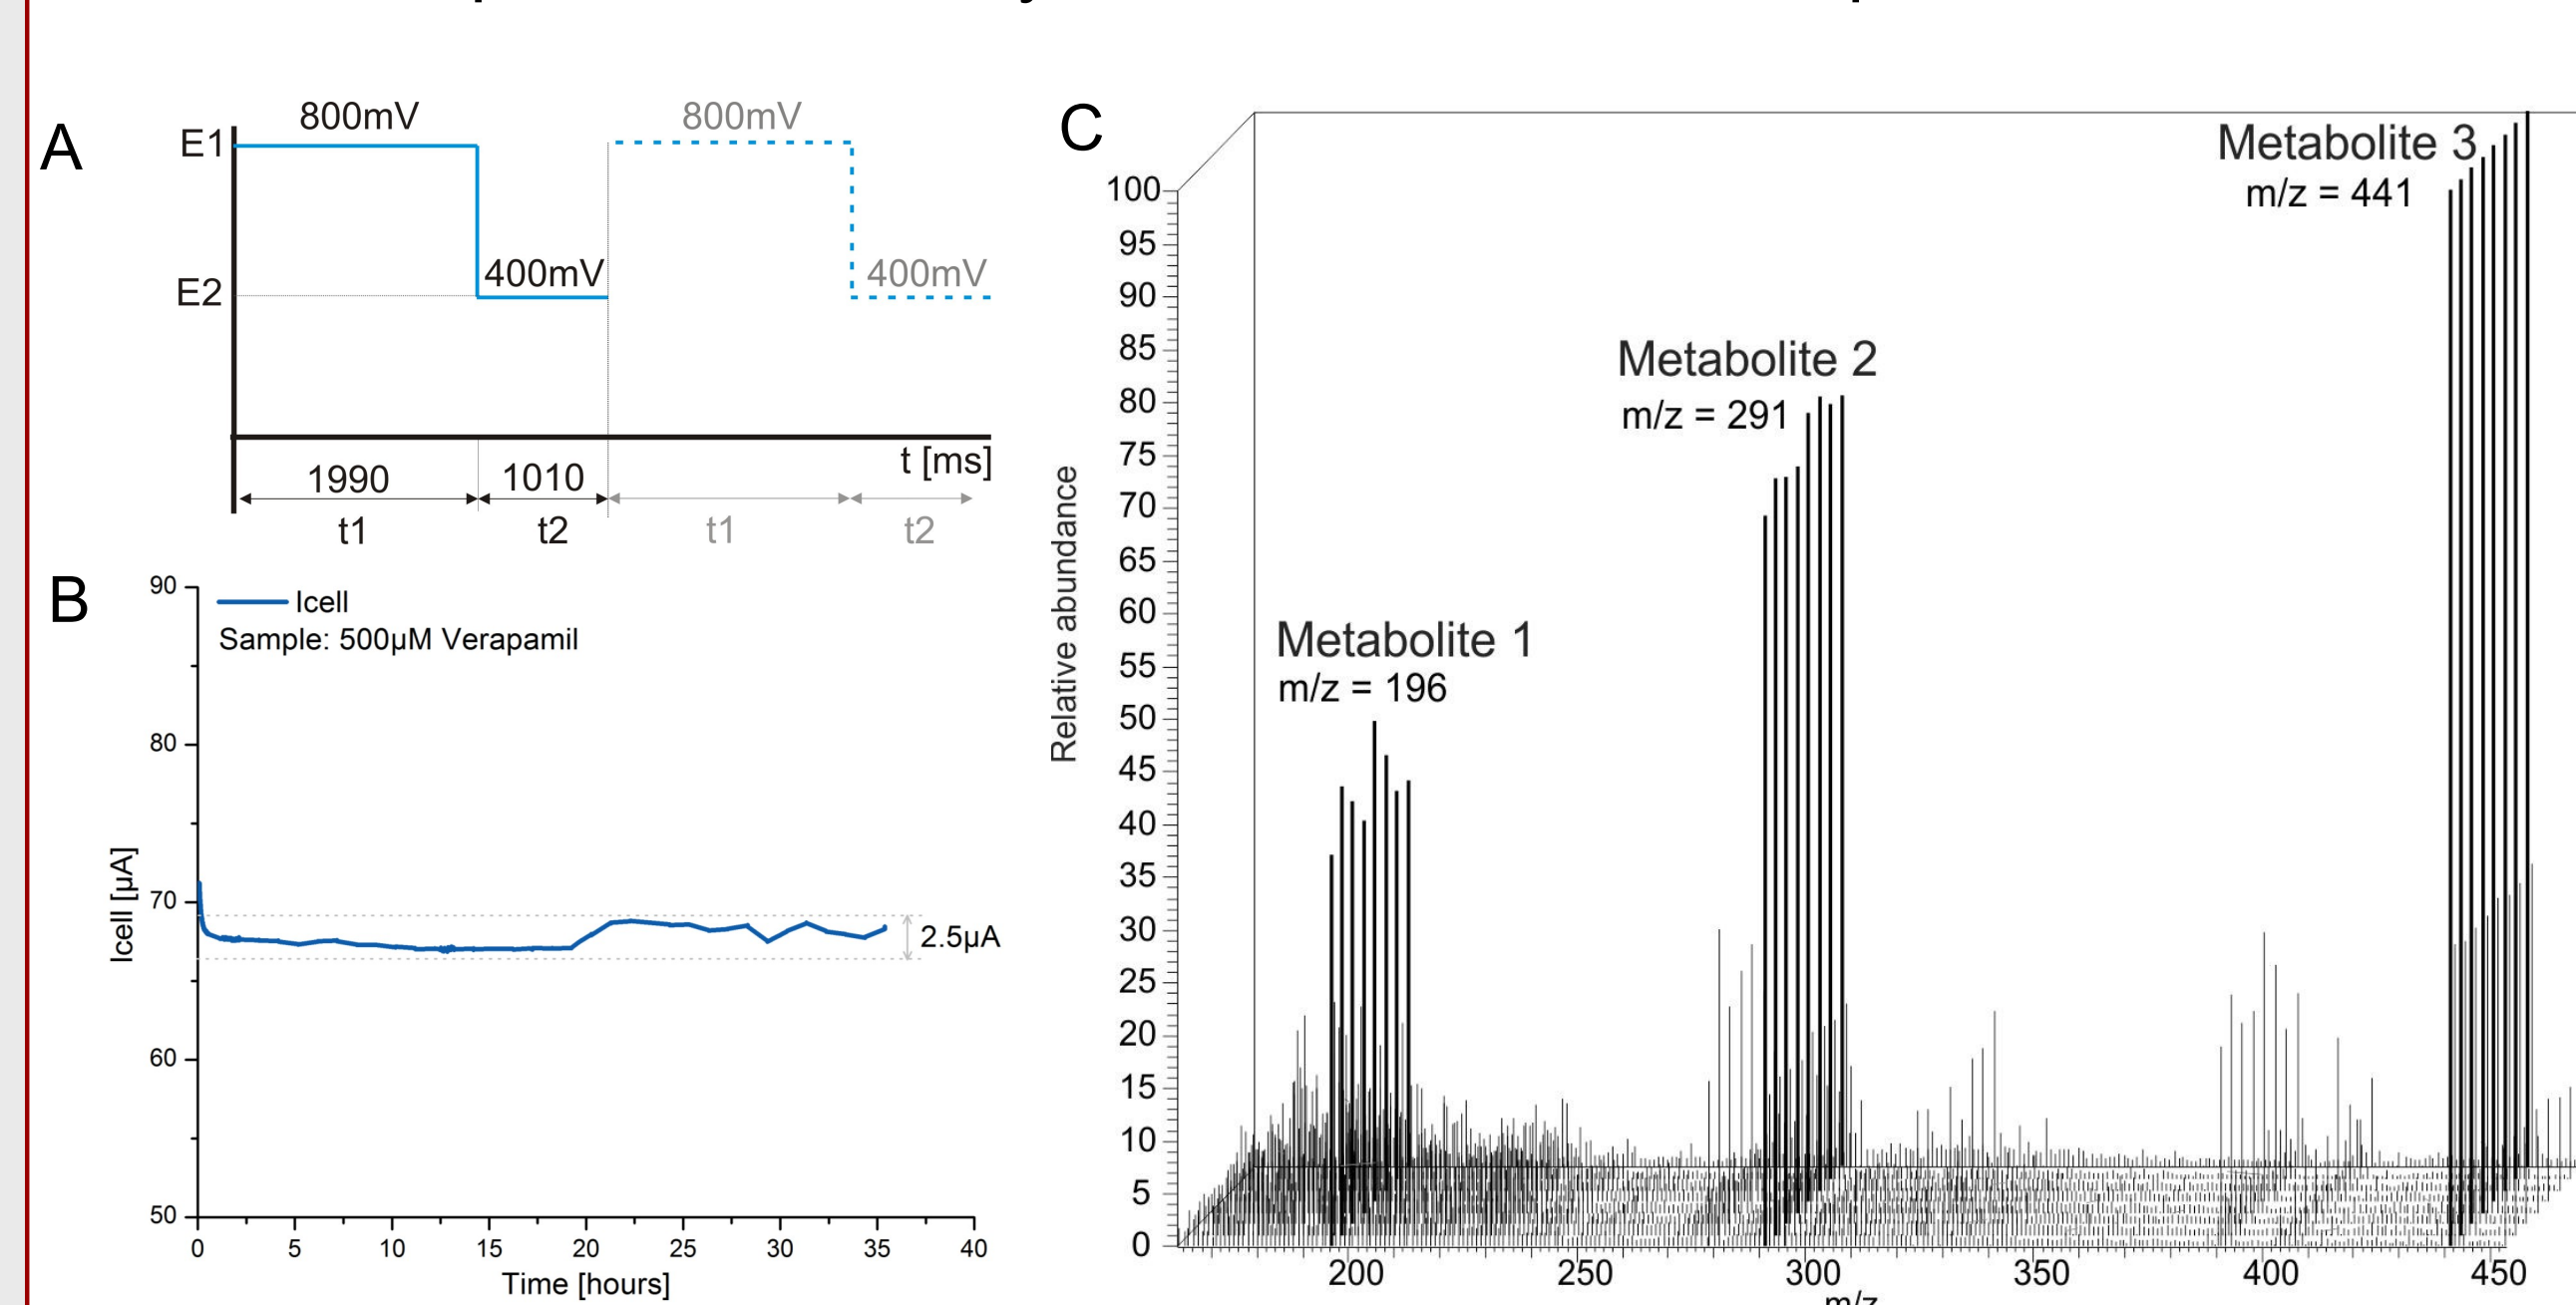 A
800mV
800mV
E1
400mV
400mV
E2
t [ms]
1990
1010
t1
t2
t1
t2
B
90
80
70
60
50
Icell
Sample: 500µM Verapamil
2.5µA
Icell [µA]
0 5 10 15 20 25 30 35 40
Time [hours]
C
Metabolite 3
m/z = 441
Metabolite 2
m/z = 291
Metabolite 1
m/z = 196
Relative abundance
100
95
90
85
80
75
70
65
60
55
50
45
40
35
30
25
20
15
10
5
0
200 250 300 350 400 450
m/z